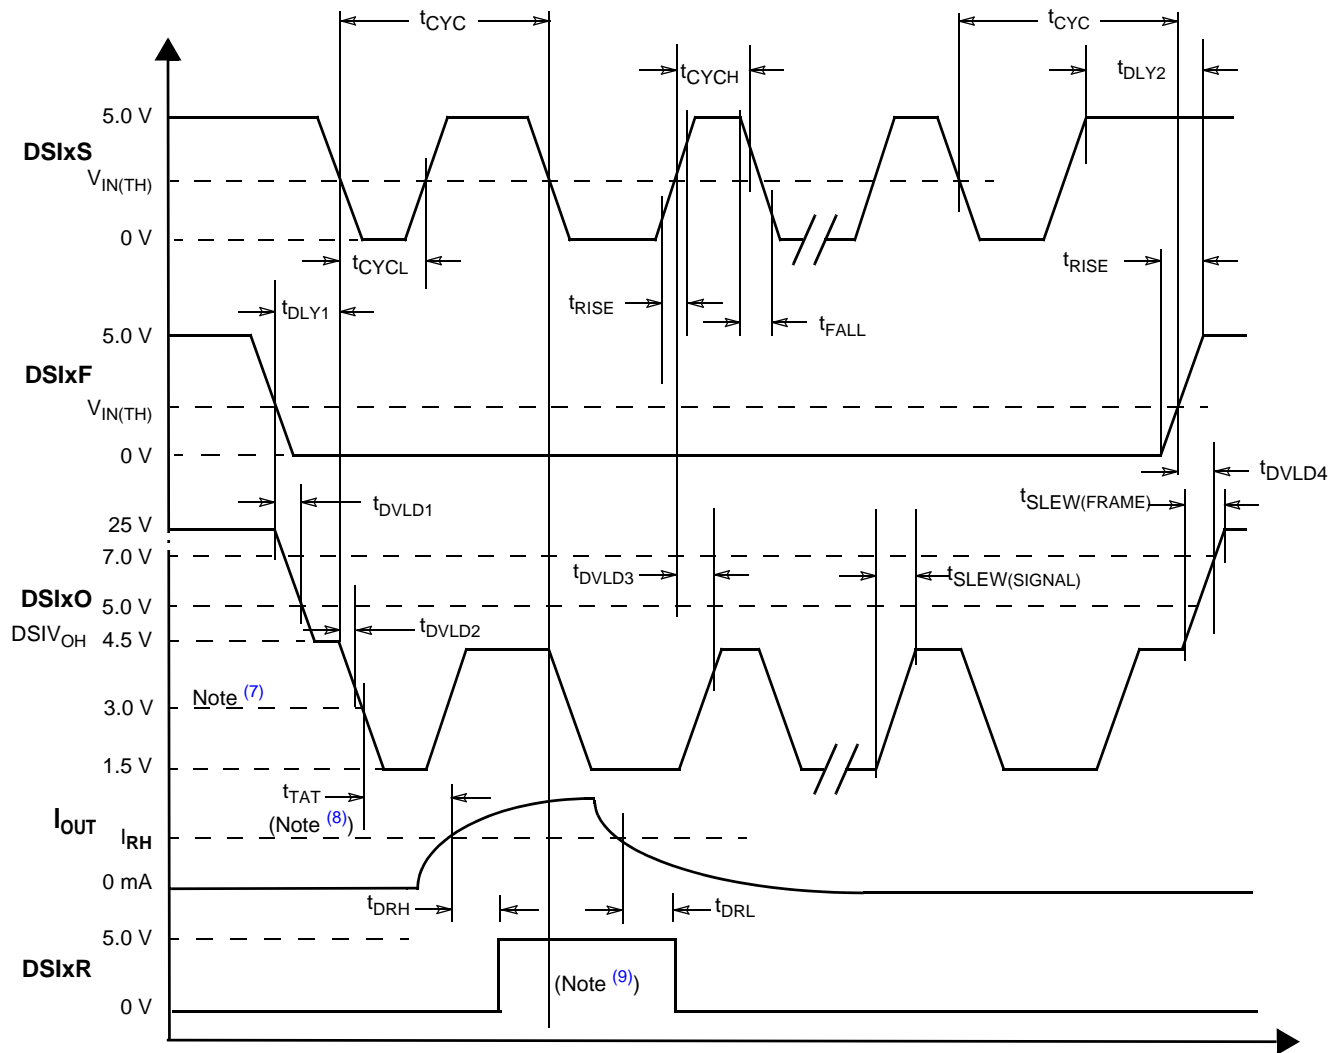 tCYC
tCYC
tCYCH
tDLY2
5.0 V
DSIxS
VIN(TH)
0 V
tCYCL
tRISE
tDLY1
tRISE
tFALL
5.0 V
DSIxF
VIN(TH)
0 V
tDVLD4
tSLEW(FRAME)
tDVLD1
25 V
7.0 V
tDVLD3
tSLEW(SIGNAL)
DSIxO
5.0 V
DSIVOH
4.5 V
tDVLD2
Note (7)
3.0 V
1.5 V
tTAT
(Note (8))
IOUT
IRH
0 mA
tDRH
tDRL
5.0 V
DSIxR
(Note (9))
0 V